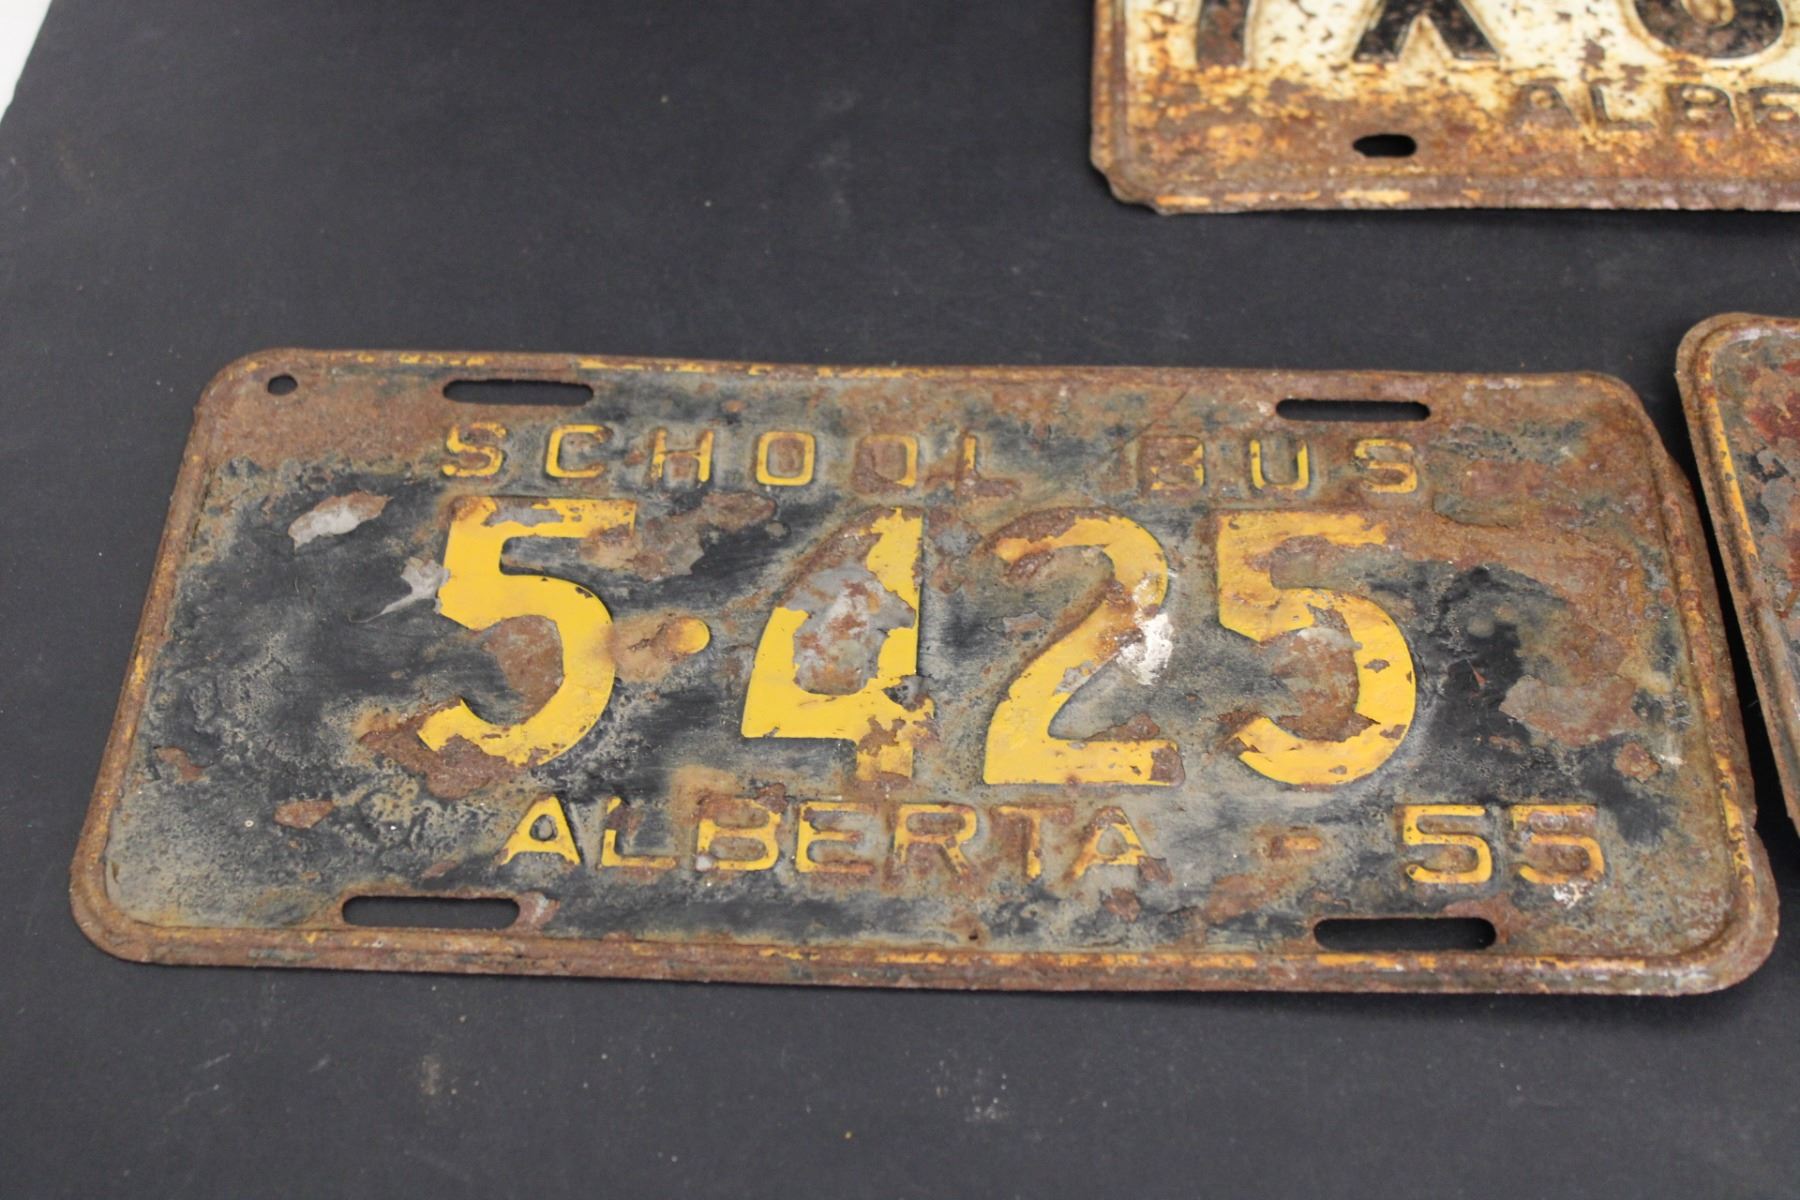 SCHOOL BUS
5·425
ALBERTA - 55